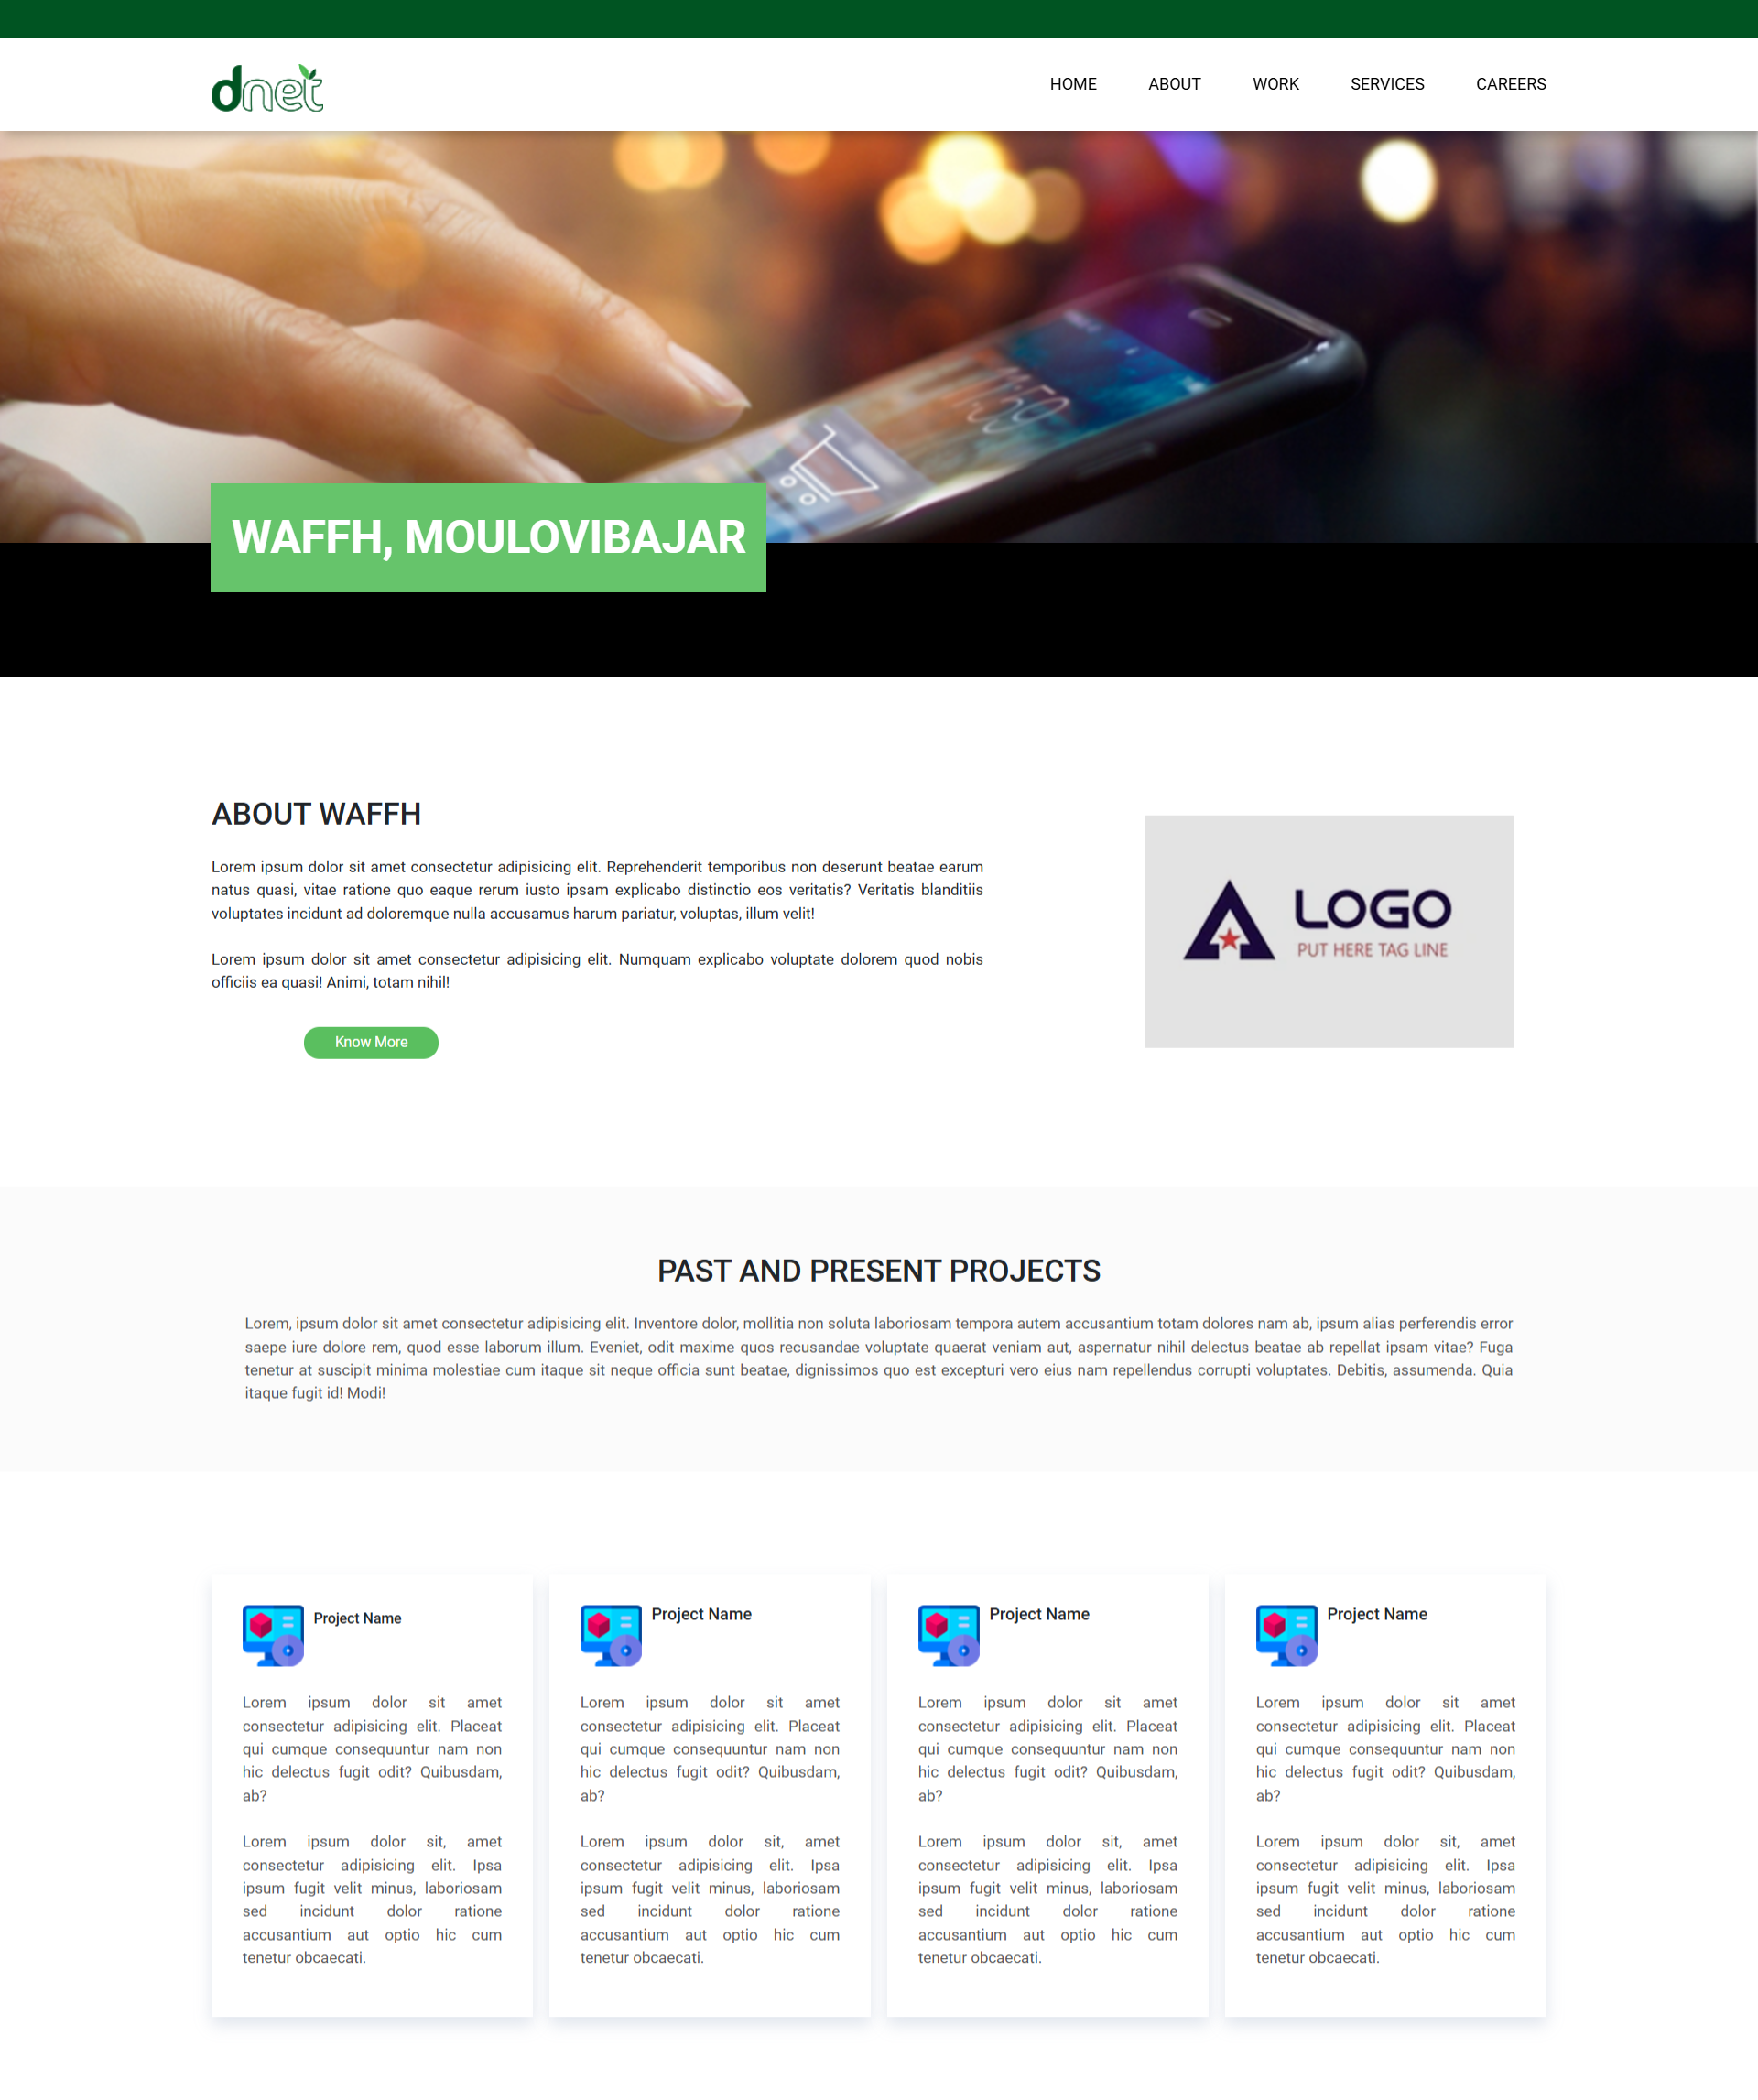 dnet
HOME ABOUT WORK SERVICES CAREERS
11:50
WAFFH, MOULOVIBAJAR
ABOUT WAFFH
Lorem ipsum dolor sit amet consectetur adipisicing elit. Reprehenderit temporibus non deserunt beatae earum
natus quasi, vitae ratione quo eaque rerum iusto ipsam explicabo distinctio eos veritatis? Veritatis blanditiis
voluptates incidunt ad doloremque nulla accusamus harum pariatur, voluptas, illum velit!
Lorem ipsum dolor sit amet consectetur adipisicing elit. Numquam explicabo voluptate dolorem quod nobis
officiis ea quasi! Animi, totam nihil!
Know More
LOGO
PUT HERE TAG LINE
PAST AND PRESENT PROJECTS
Lorem, ipsum dolor sit amet consectetur adipisicing elit. Inventore dolor, mollitia non soluta laboriosam tempora autem accusantium totam dolores nam ab, ipsum alias perferendis error
saepe iure dolore rem, quod esse laborum illum. Eveniet, odit maxime quos recusandae voluptate quaerat veniam aut, aspernatur nihil delectus beatae ab repellat ipsam vitae? Fuga
tenetur at suscipit minima molestiae cum itaque sit neque officia sunt beatae, dignissimos quo est excepturi vero eius nam repellendus corrupti voluptates. Debitis, assumenda. Quia
itaque fugit id! Modi!
Project Name
Lorem ipsum dolor sit amet
consectetur adipisicing elit. Placeat
qui cumque consequuntur nam non
hic delectus fugit odit? Quibusdam,
ab?
Lorem ipsum dolor sit, amet
consectetur adipisicing elit. Ipsa
ipsum fugit velit minus, laboriosam
sed incidunt dolor ratione
accusantium aut optio hic cum
tenetur obcaecati.
Project Name
Lorem ipsum dolor sit amet
consectetur adipisicing elit. Placeat
qui cumque consequuntur nam non
hic delectus fugit odit? Quibusdam,
ab?
Lorem ipsum dolor sit, amet
consectetur adipisicing elit. Ipsa
ipsum fugit velit minus, laboriosam
sed incidunt dolor ratione
accusantium aut optio hic cum
tenetur obcaecati.
Project Name
Lorem ipsum dolor sit amet
consectetur adipisicing elit. Placeat
qui cumque consequuntur nam non
hic delectus fugit odit? Quibusdam,
ab?
Lorem ipsum dolor sit, amet
consectetur adipisicing elit. Ipsa
ipsum fugit velit minus, laboriosam
sed incidunt dolor ratione
accusantium aut optio hic cum
tenetur obcaecati.
Project Name
Lorem ipsum dolor sit amet
consectetur adipisicing elit. Placeat
qui cumque consequuntur nam non
hic delectus fugit odit? Quibusdam,
ab?
Lorem ipsum dolor sit, amet
consectetur adipisicing elit. Ipsa
ipsum fugit velit minus, laboriosam
sed incidunt dolor ratione
accusantium aut optio hic cum
tenetur obcaecati.